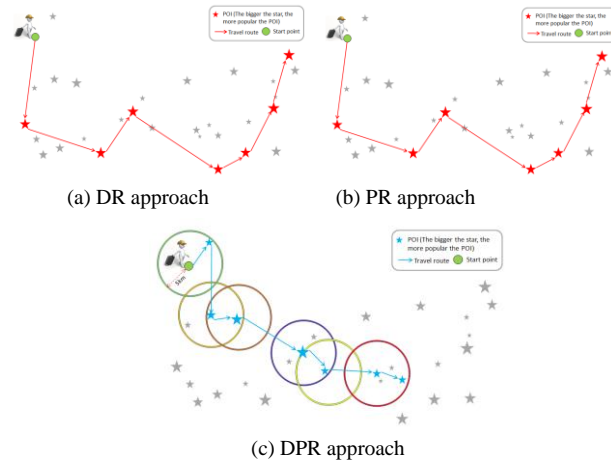 POI (The bigger the star, the
more popular the POI)
Travel route Start point
POI (The bigger the star, the
more popular the POI)
Travel route Start point
(a) DR approach
(b) PR approach
POI (The bigger the star, the
more popular the POI)
Travel route Start point
5km
(c) DPR approach